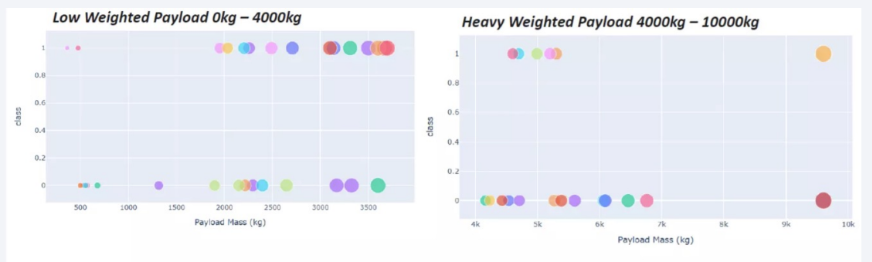 Low Weighted Payload 0kg – 4000kg
1
0.8
0.6
0.4
0.2
0
class
500 1000 1500 2000 2500 3000 3500
Payload Mass (kg)
Heavy Weighted Payload 4000kg – 10000kg
1
0.8
0.6
0.4
0.2
0
class
4k 5k 6k 7k 8k 9k 10k
Payload Mass (kg)